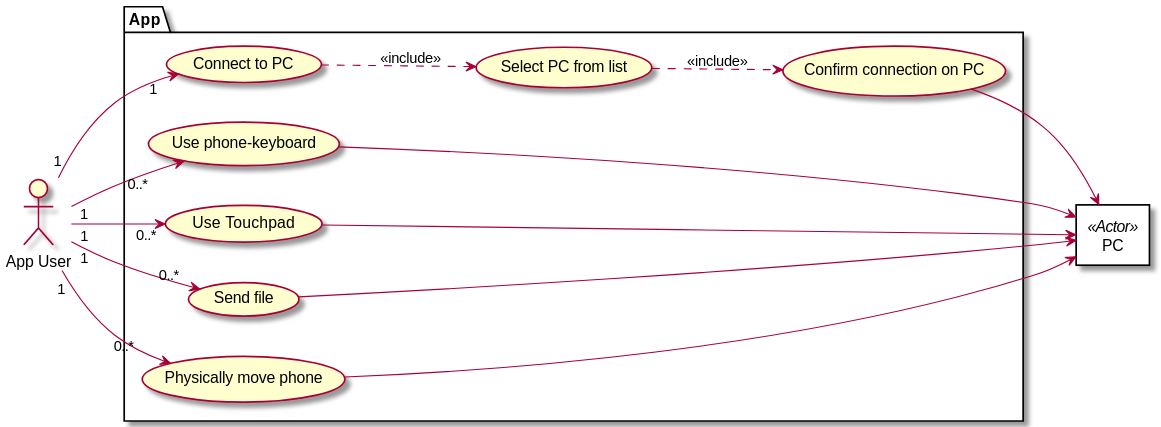 App
Connect to PC
«include»
Select PC from list
«include»
Confirm connection on PC
1
Use phone-keyboard
1
0..*
Use Touchpad
1
0..*
«Actor»
PC
1
App User
1
0..*
Send file
1
0..*
Physically move phone